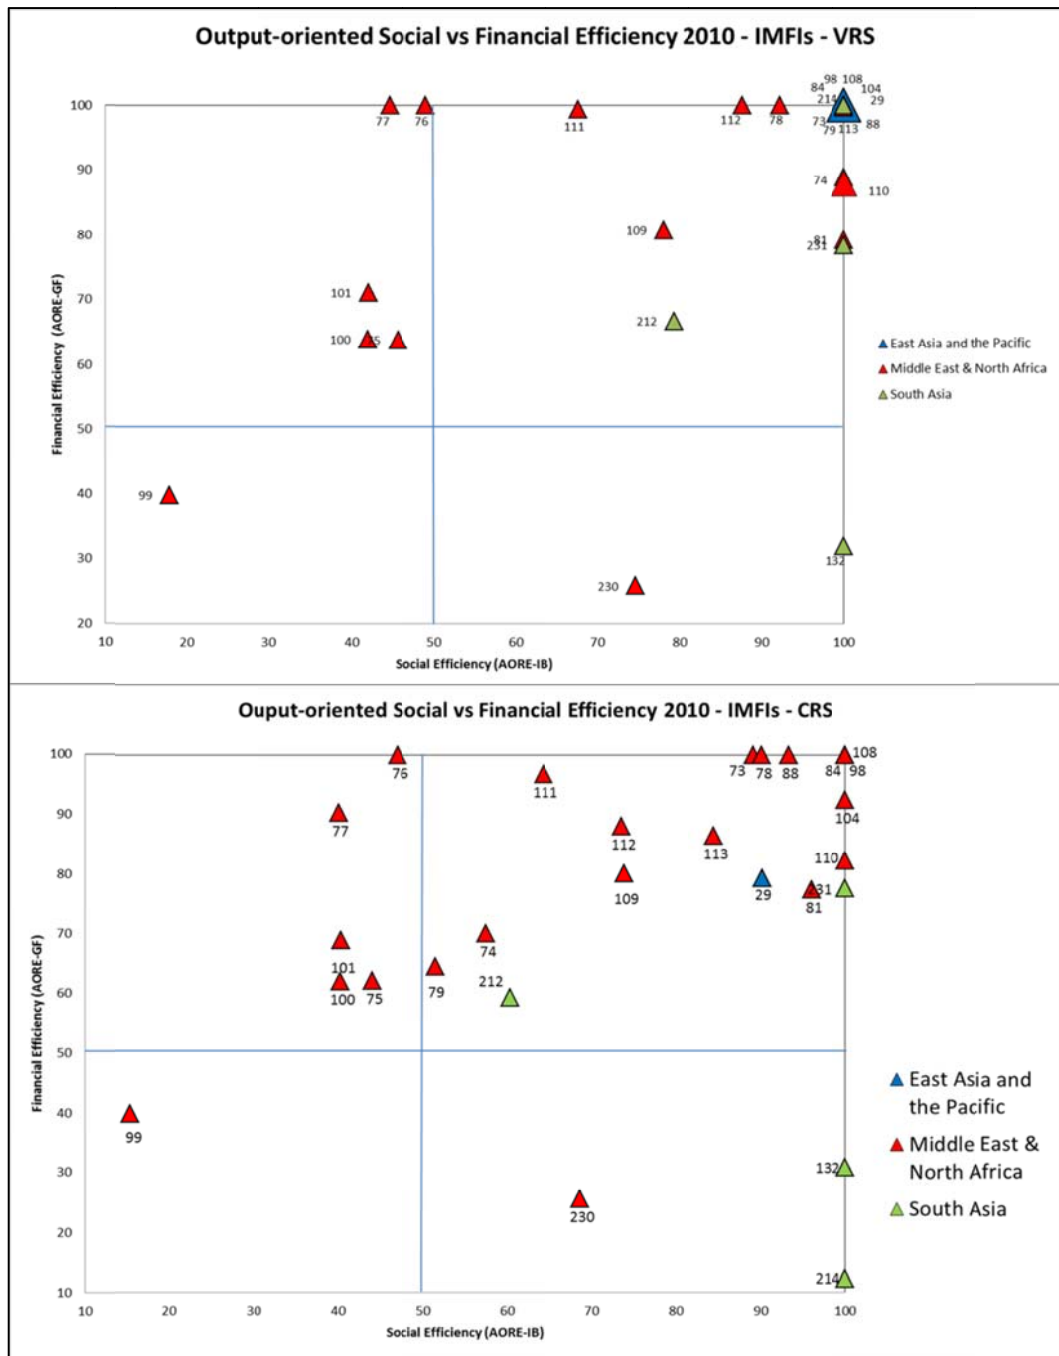 Output-oriented Social vs Financial Efficiency 2010 - IMFIs - VRS
98 108
84 104
100 214 29
77 76 111 112 78 73 79 113 88
90
74 110
80
109 81
231
70
101
212
100
60
50
40
99
30
132
230
20
10 20 30 40 50 60 70 80 90 100
Financial Efficiency (AORE-GF)
Social Efficiency (AORE-IB)
East Asia and the Pacific
Middle East & North Africa
South Asia
Ouput-oriented Social vs Financial Efficiency 2010 - IMFIs - CRS
100 108
76 73 78 88 84 98
111
90
77 104
112 113
110
80
109 29 231
81
70
74
101
100 75 79 212
60
50
40
99
30
132
230
20
214
10
10 20 30 40 50 60 70 80 90 100
Financial Efficiency (AORE-GF)
Social Efficiency (AORE-IB)
East Asia and
the Pacific
Middle East &
North Africa
South Asia